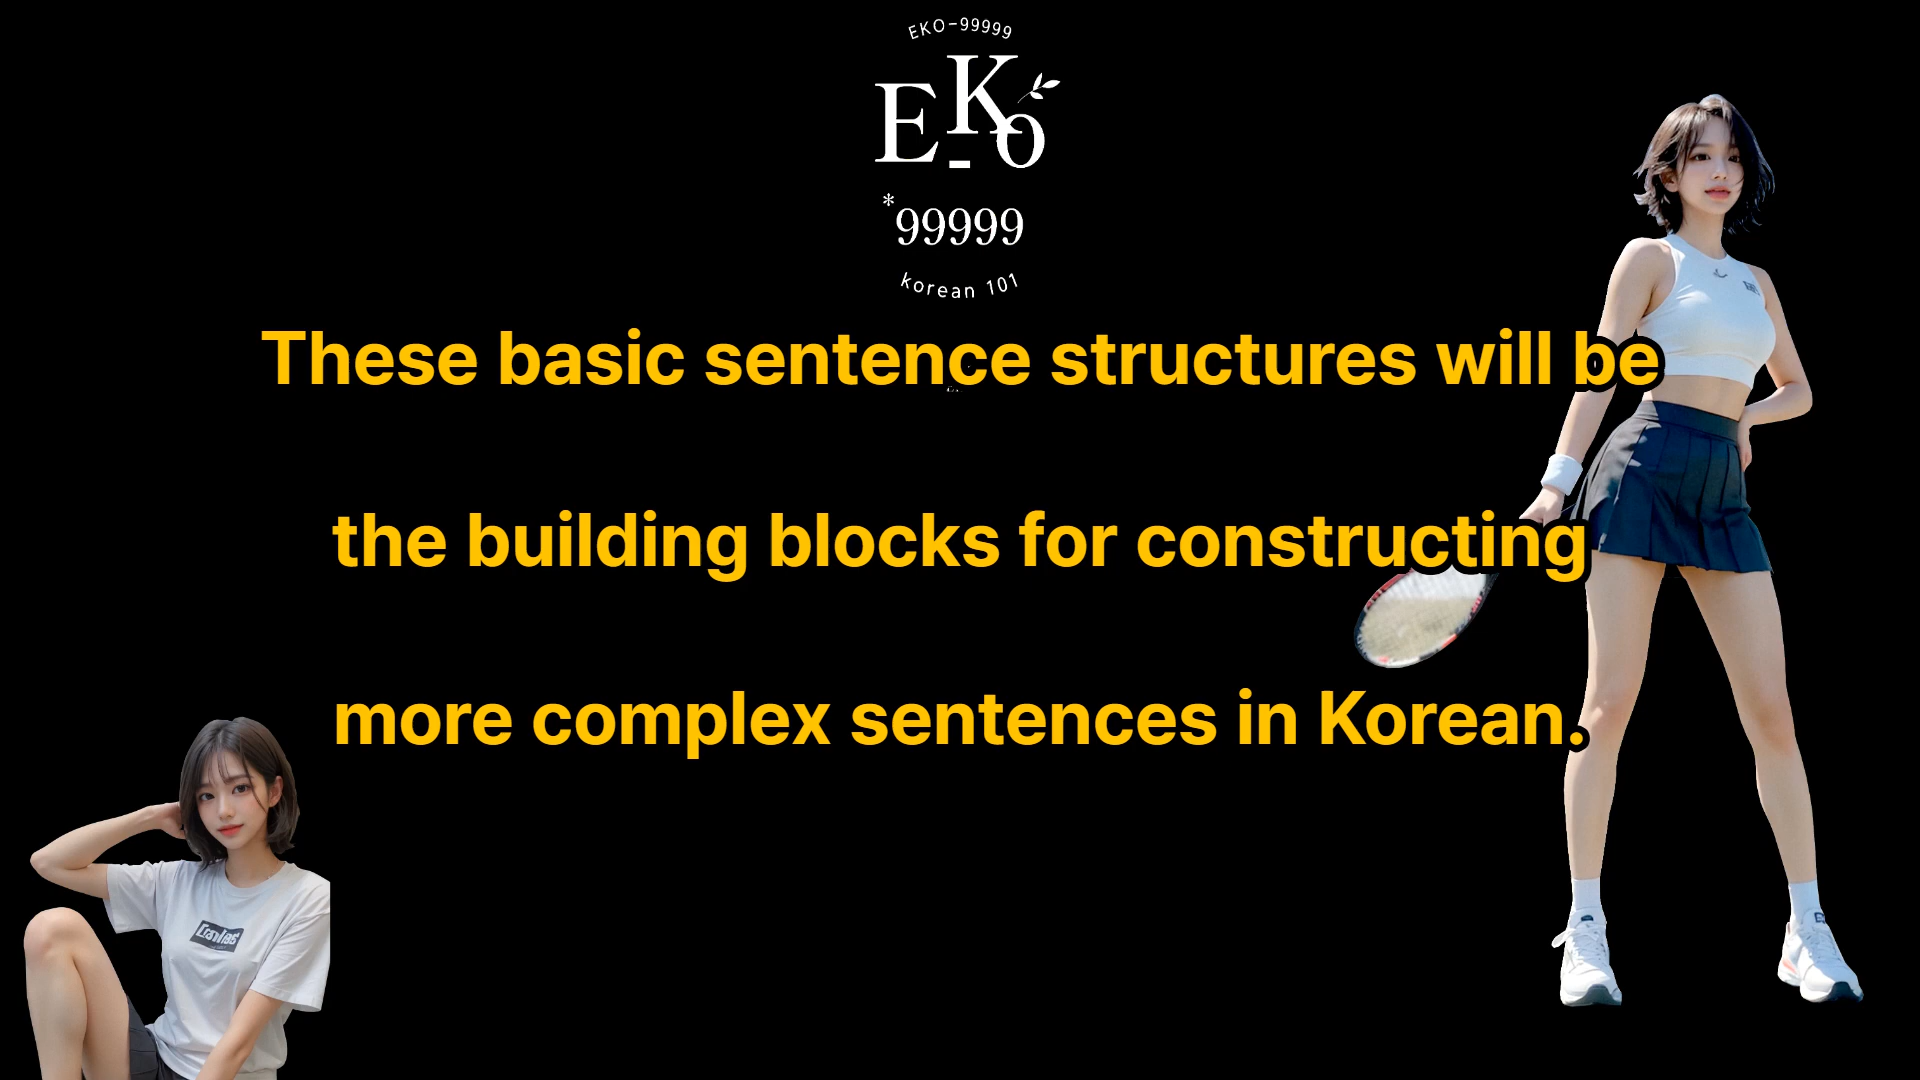 EKO-99999
EKo
*99999
korean 101
These basic sentence structures will be
the building blocks for constructing
more complex sentences in Korean.